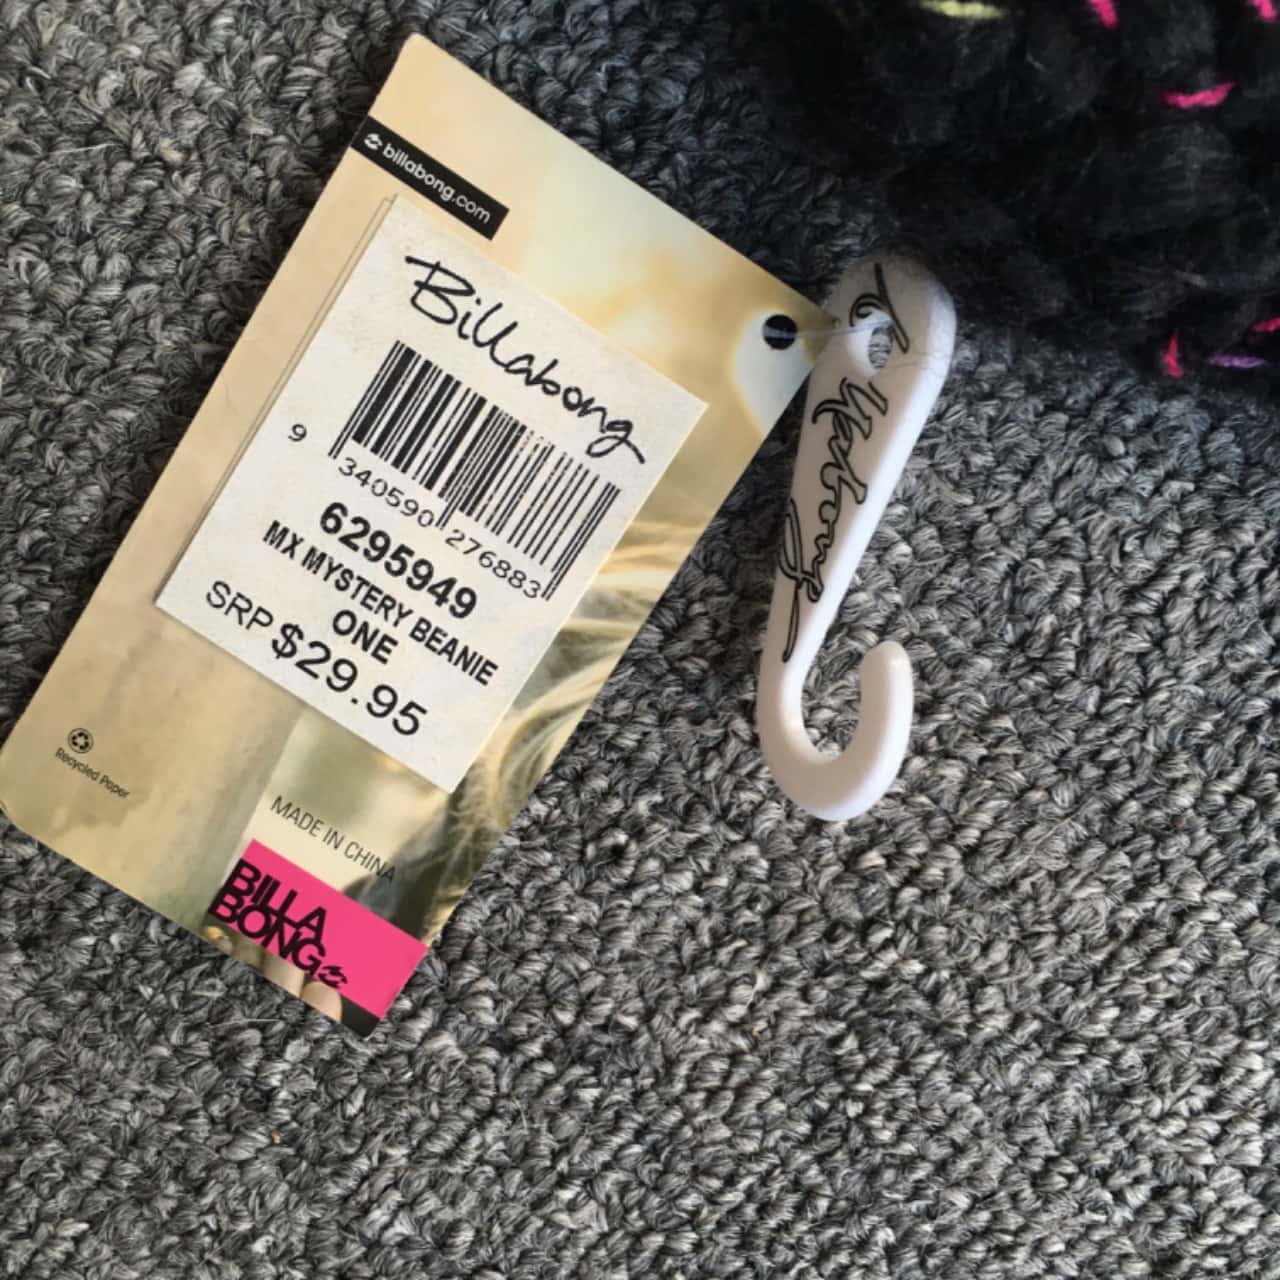 billabong.com
Billabong
9 340590 276883
6295949
MX MYSTERY BEANIE
ONE
SRP $29.95
Recycled Paper
MADE IN CHINA
BILLA
BONG
Billabong